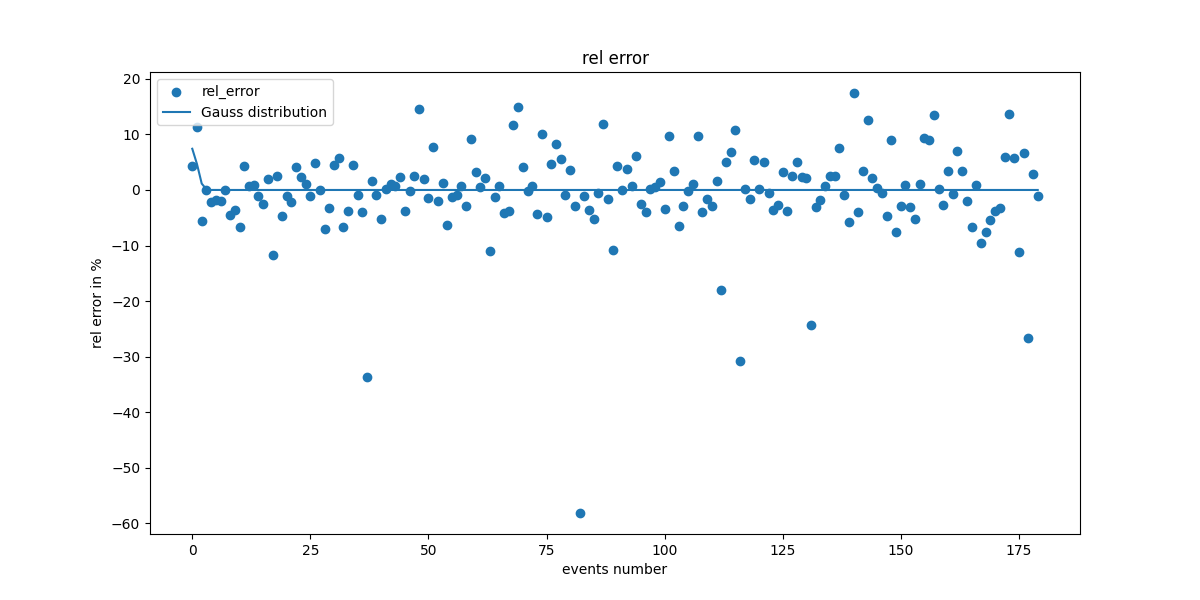 rel error
rel_error
Gauss distribution
20
10
0
−10
−20
−30
−40
−50
−60
rel error in %
0 25 50 75 100 125 150 175
events number